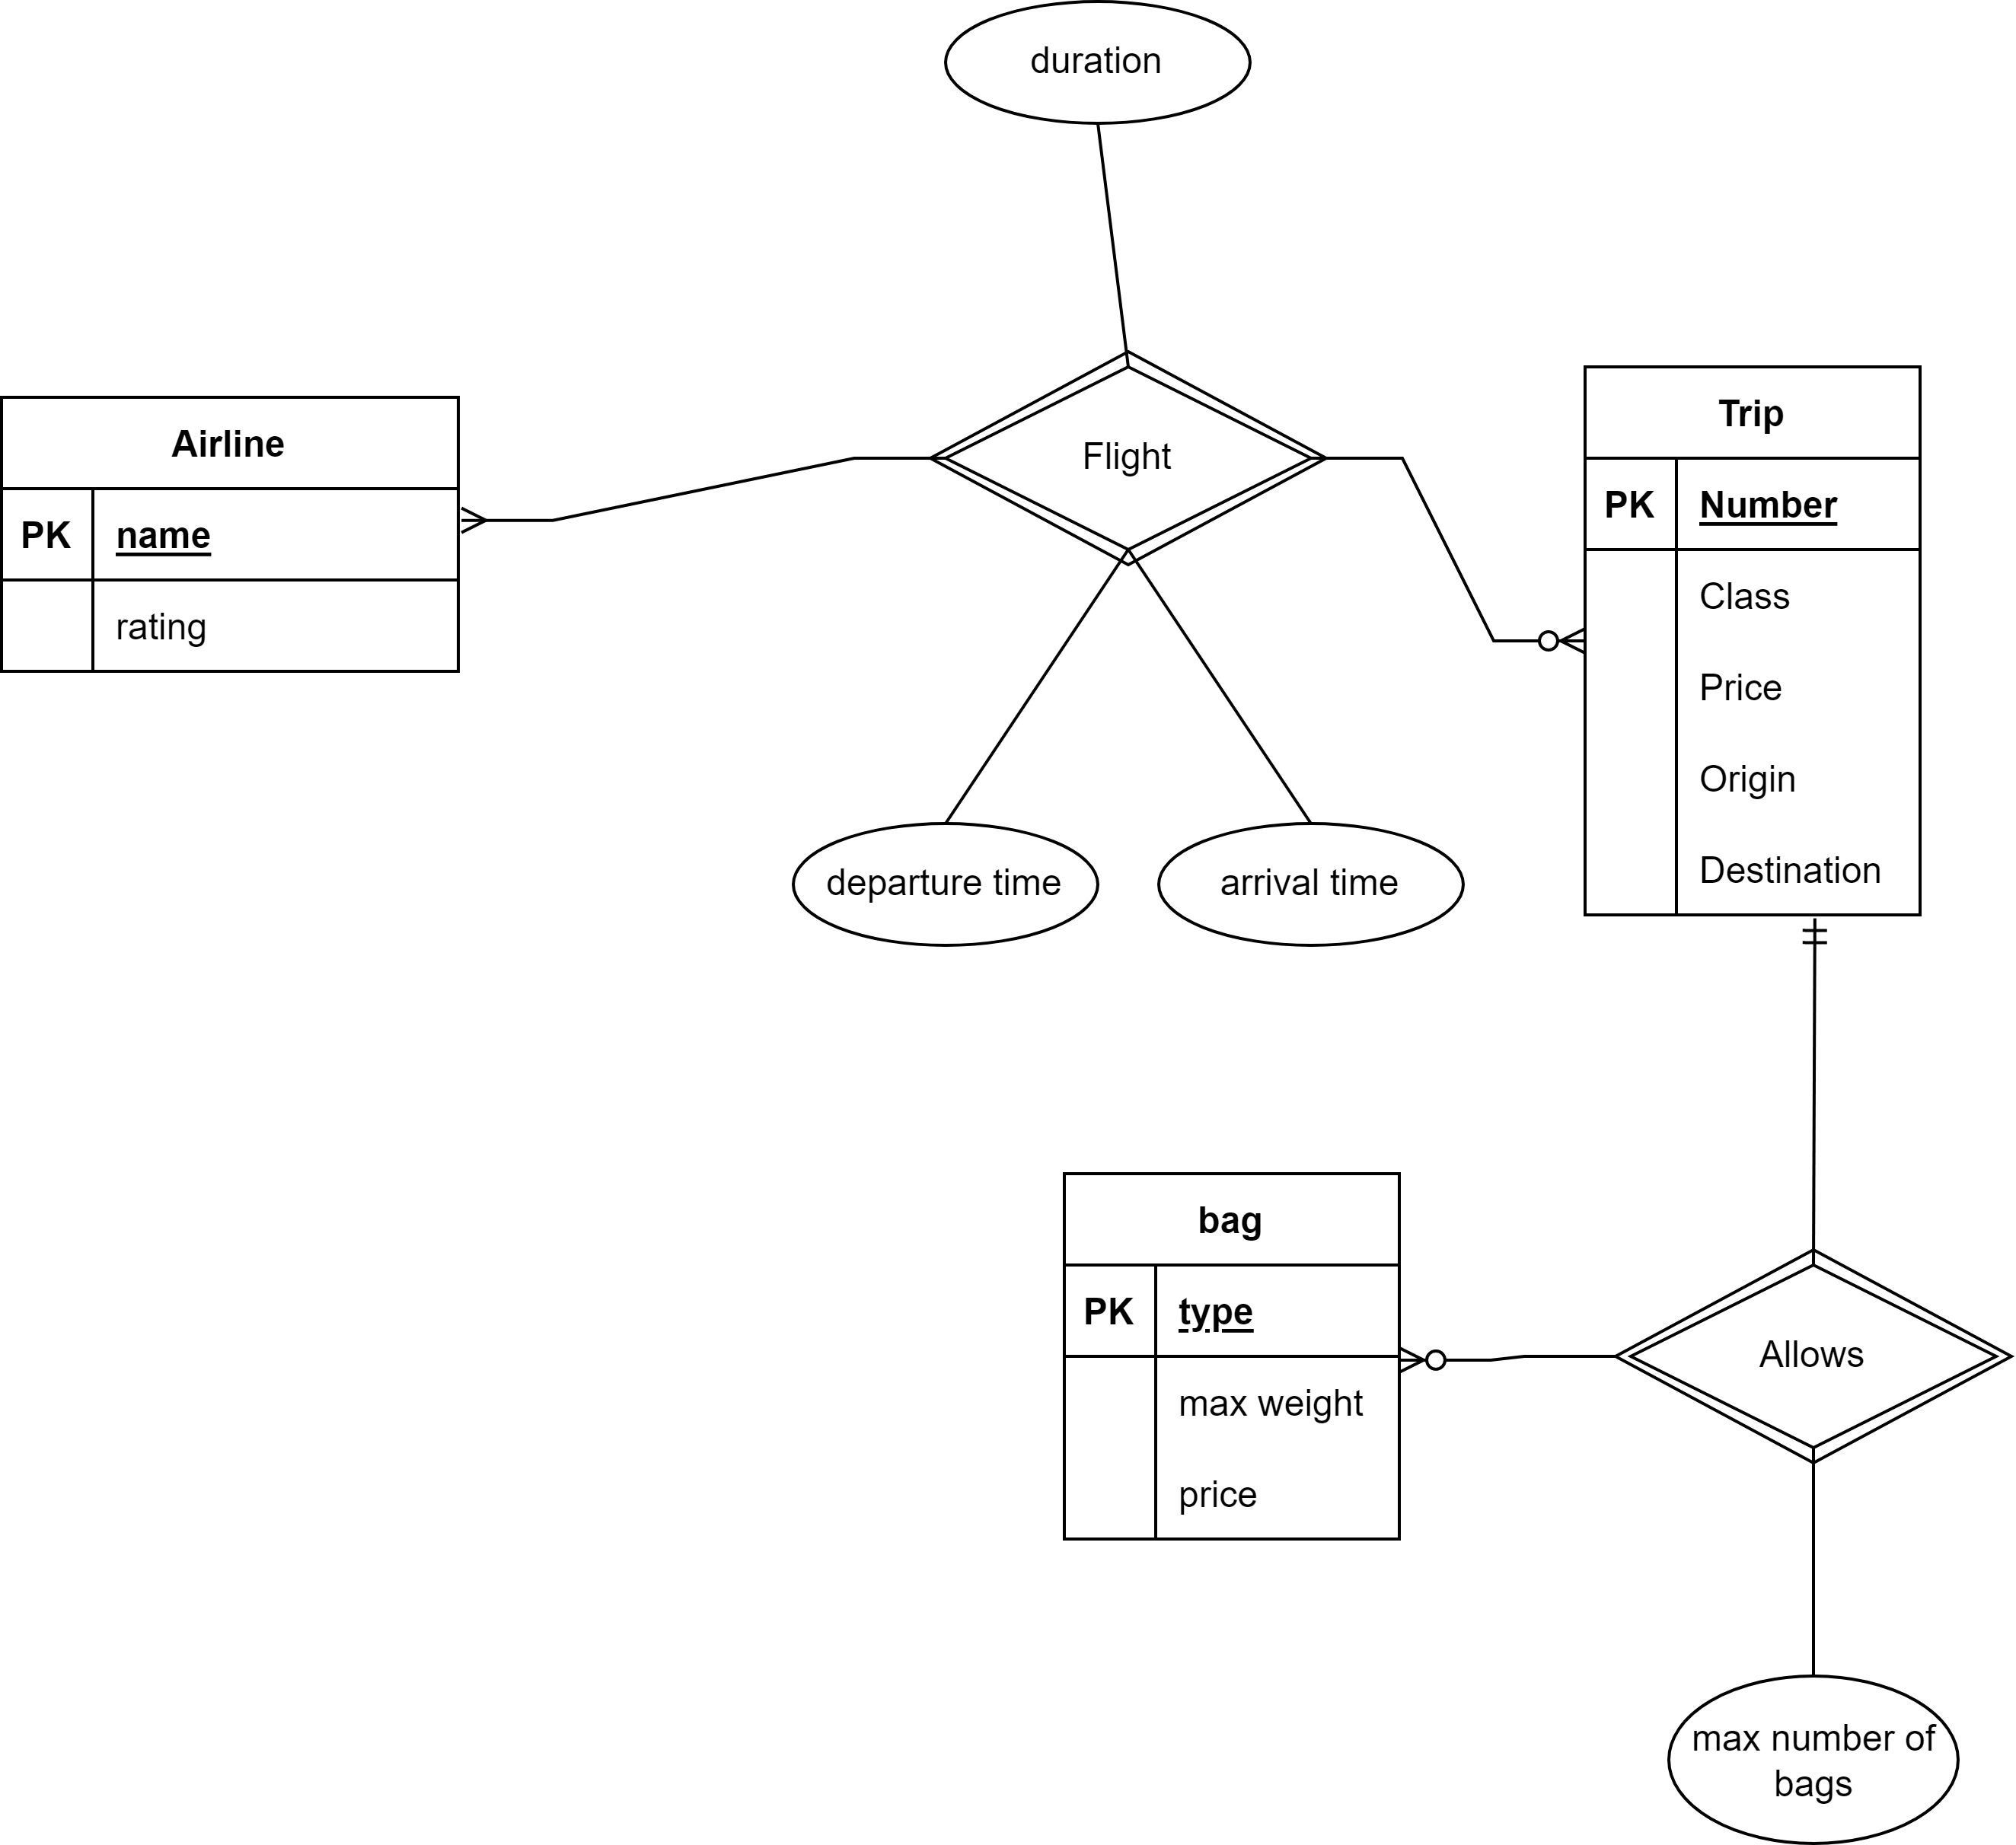 duration
Flight
Airline
PK name
rating
Trip
PK Number
Class
Price
Origin
Destination
departure time
arrival time
bag
PK type
max weight
price
Allows
max number of
bags